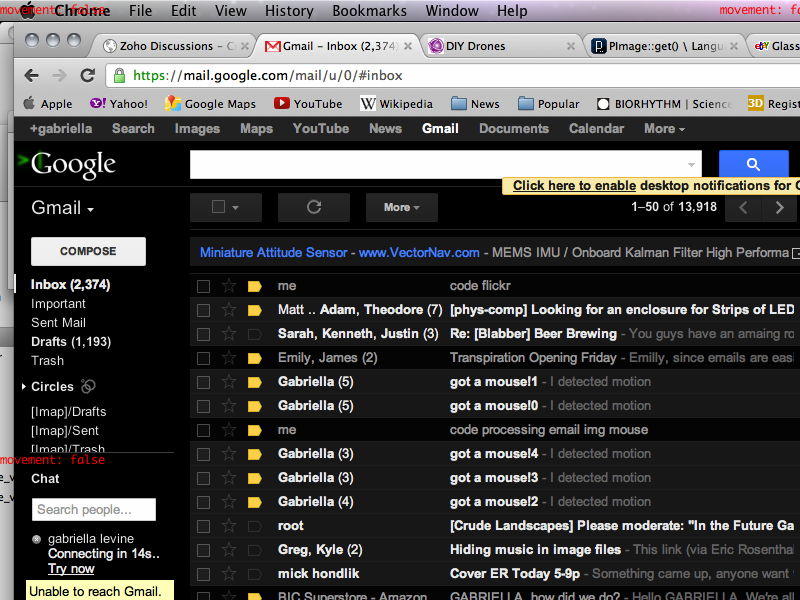 Chrome File Edit View History Bookmarks Window Help
movement: false
movement: f
Zoho Discussions - C
Gmail - Inbox (2,374)
DIY Drones
PImage::get() \ Langu
eBY Glass
https://mail.google.com/mail/u/0/#inbox
Apple Yahoo! Google Maps YouTube Wikipedia News Popular BIORHYTHM | Science 3D Regist
+gabriella Search Images Maps YouTube News Gmail Documents Calendar More
Google
Click here to enable desktop notifications for G
Gmail
More
1–50 of 13,918
COMPOSE
Miniature Attitude Sensor - www.VectorNav.com - MEMS IMU / Onboard Kalman Filter High Performa
Inbox (2,374)
Important
Sent Mail
Drafts (1,193)
Trash
Circles
[Imap]/Drafts
[Imap]/Sent
[Imap]/Trash
movement: false
Chat
Search people...
gabriella levine
Connecting in 14s..
Try now
Unable to reach Gmail.
me code flickr
Matt .. Adam, Theodore (7) [phys-comp] Looking for an enclosure for Strips of LED
Sarah, Kenneth, Justin (3) Re: [Blabber] Beer Brewing - You guys have an amaing ro
Emily, James (2) Transpiration Opening Friday - Emilly, since emails are easi
Gabriella (5) got a mouse!1 - I detected motion
Gabriella (5) got a mouse!0 - I detected motion
me code processing email img mouse
Gabriella (3) got a mouse!4 - I detected motion
Gabriella (3) got a mouse!3 - I detected motion
Gabriella (4) got a mouse!2 - I detected motion
root [Crude Landscapes] Please moderate: "In the Future Ga
Greg, Kyle (2) Hiding music in image files - This link (via Eric Rosenthal
mick hondlik Cover ER Today 5-9p - Something came up, anyone want
BIC Superstore - Amazon. GABRIELLA, how did we do? - Hello GABRIELLA, We're all